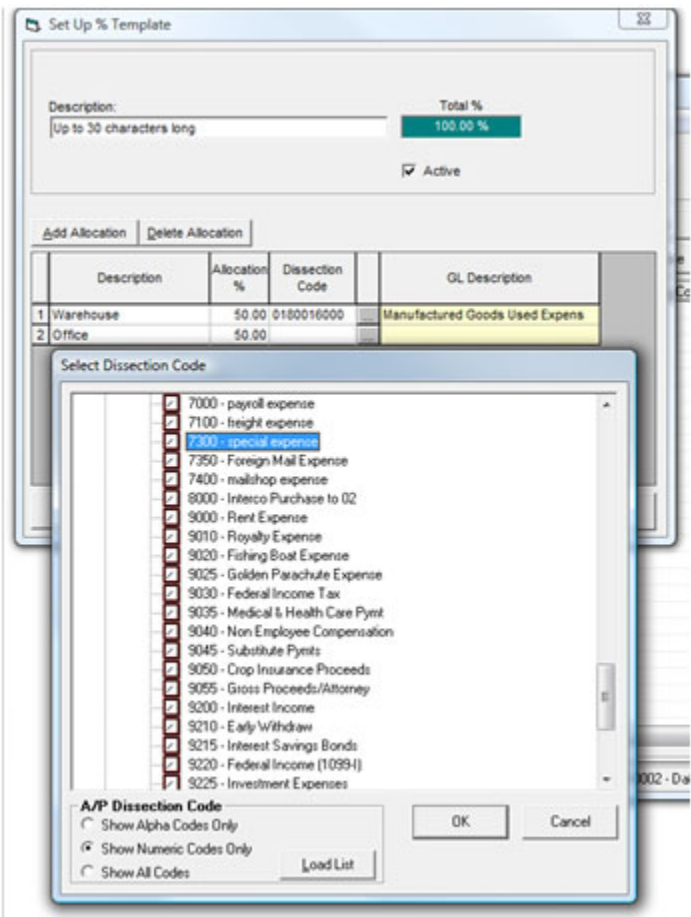 Set Up % Template
Description:
Total %
Up to 30 characters long
100.00 %
Active
Add Allocation
Delete Allocation
Description
Allocation %
Dissection Code
GL Description
1 Warehouse 50.00 0180016000 ... Manufactured Goods Used Expens
2 Office 50.00 ...
Select Dissection Code
7000 - payroll expense
7100 - freight expense
7300 - special expense
7350 - Foreign Mail Expense
7400 - mailshop expense
8000 - Interco Purchase to 02
9000 - Rent Expense
9010 - Royalty Expense
9020 - Fishing Boat Expense
9025 - Golden Parachute Expense
9030 - Federal Income Tax
9035 - Medical & Health Care Pymt
9040 - Non Employee Compensation
9045 - Substitute Pymts
9050 - Crop Insurance Proceeds
9055 - Gross Proceeds/Attorney
9200 - Interest Income
9210 - Early Withdraw
9215 - Interest Savings Bonds
9220 - Federal Income (1099-I)
9225 - Investment Expenses
A/P Dissection Code
Show Alpha Codes Only
Show Numeric Codes Only
Show All Codes
Load List
OK
Cancel